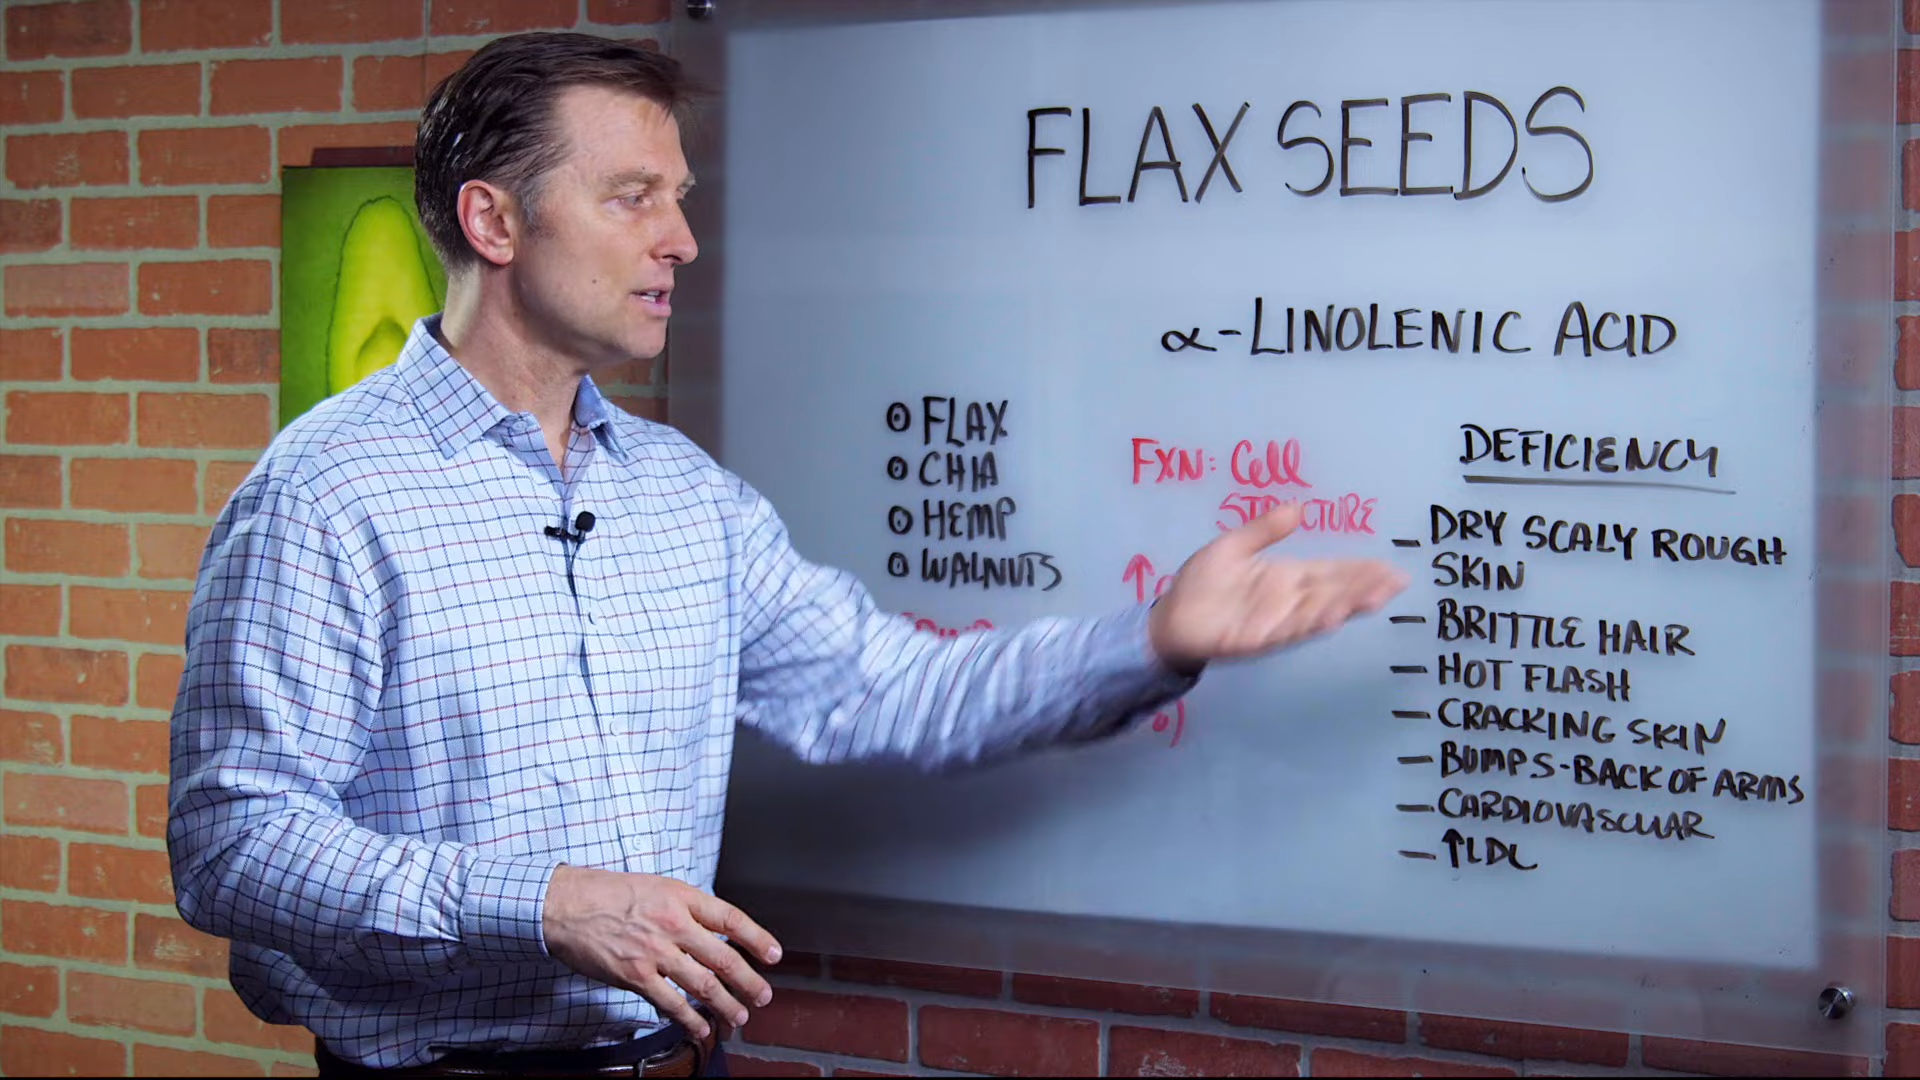 FLAX SEEDS
α-LINOLENIC ACID
FLAX
CHIA
HEMP
WALNUTS
FXN: Cell
STRUCTURE
↑
DEFICIENCY
- DRY SCALY ROUGH
SKIN
- BRITTLE HAIR
- HOT FLASH
- CRACKING SKIN
- BUMPS-BACK OF ARMS
- CARDIOVASCULAR
- ↑LDL